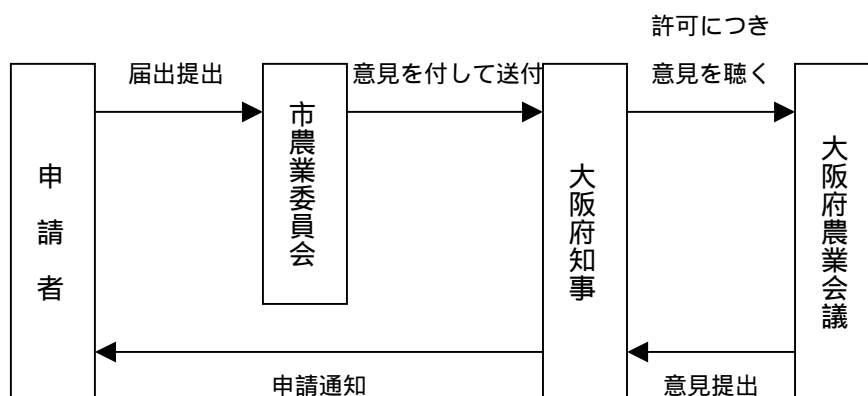 許可につき
届出提出
意見を付して送付
意見を聴く
申請者
市農業委員会
大阪府知事
大阪府農業会議
申請通知
意見提出